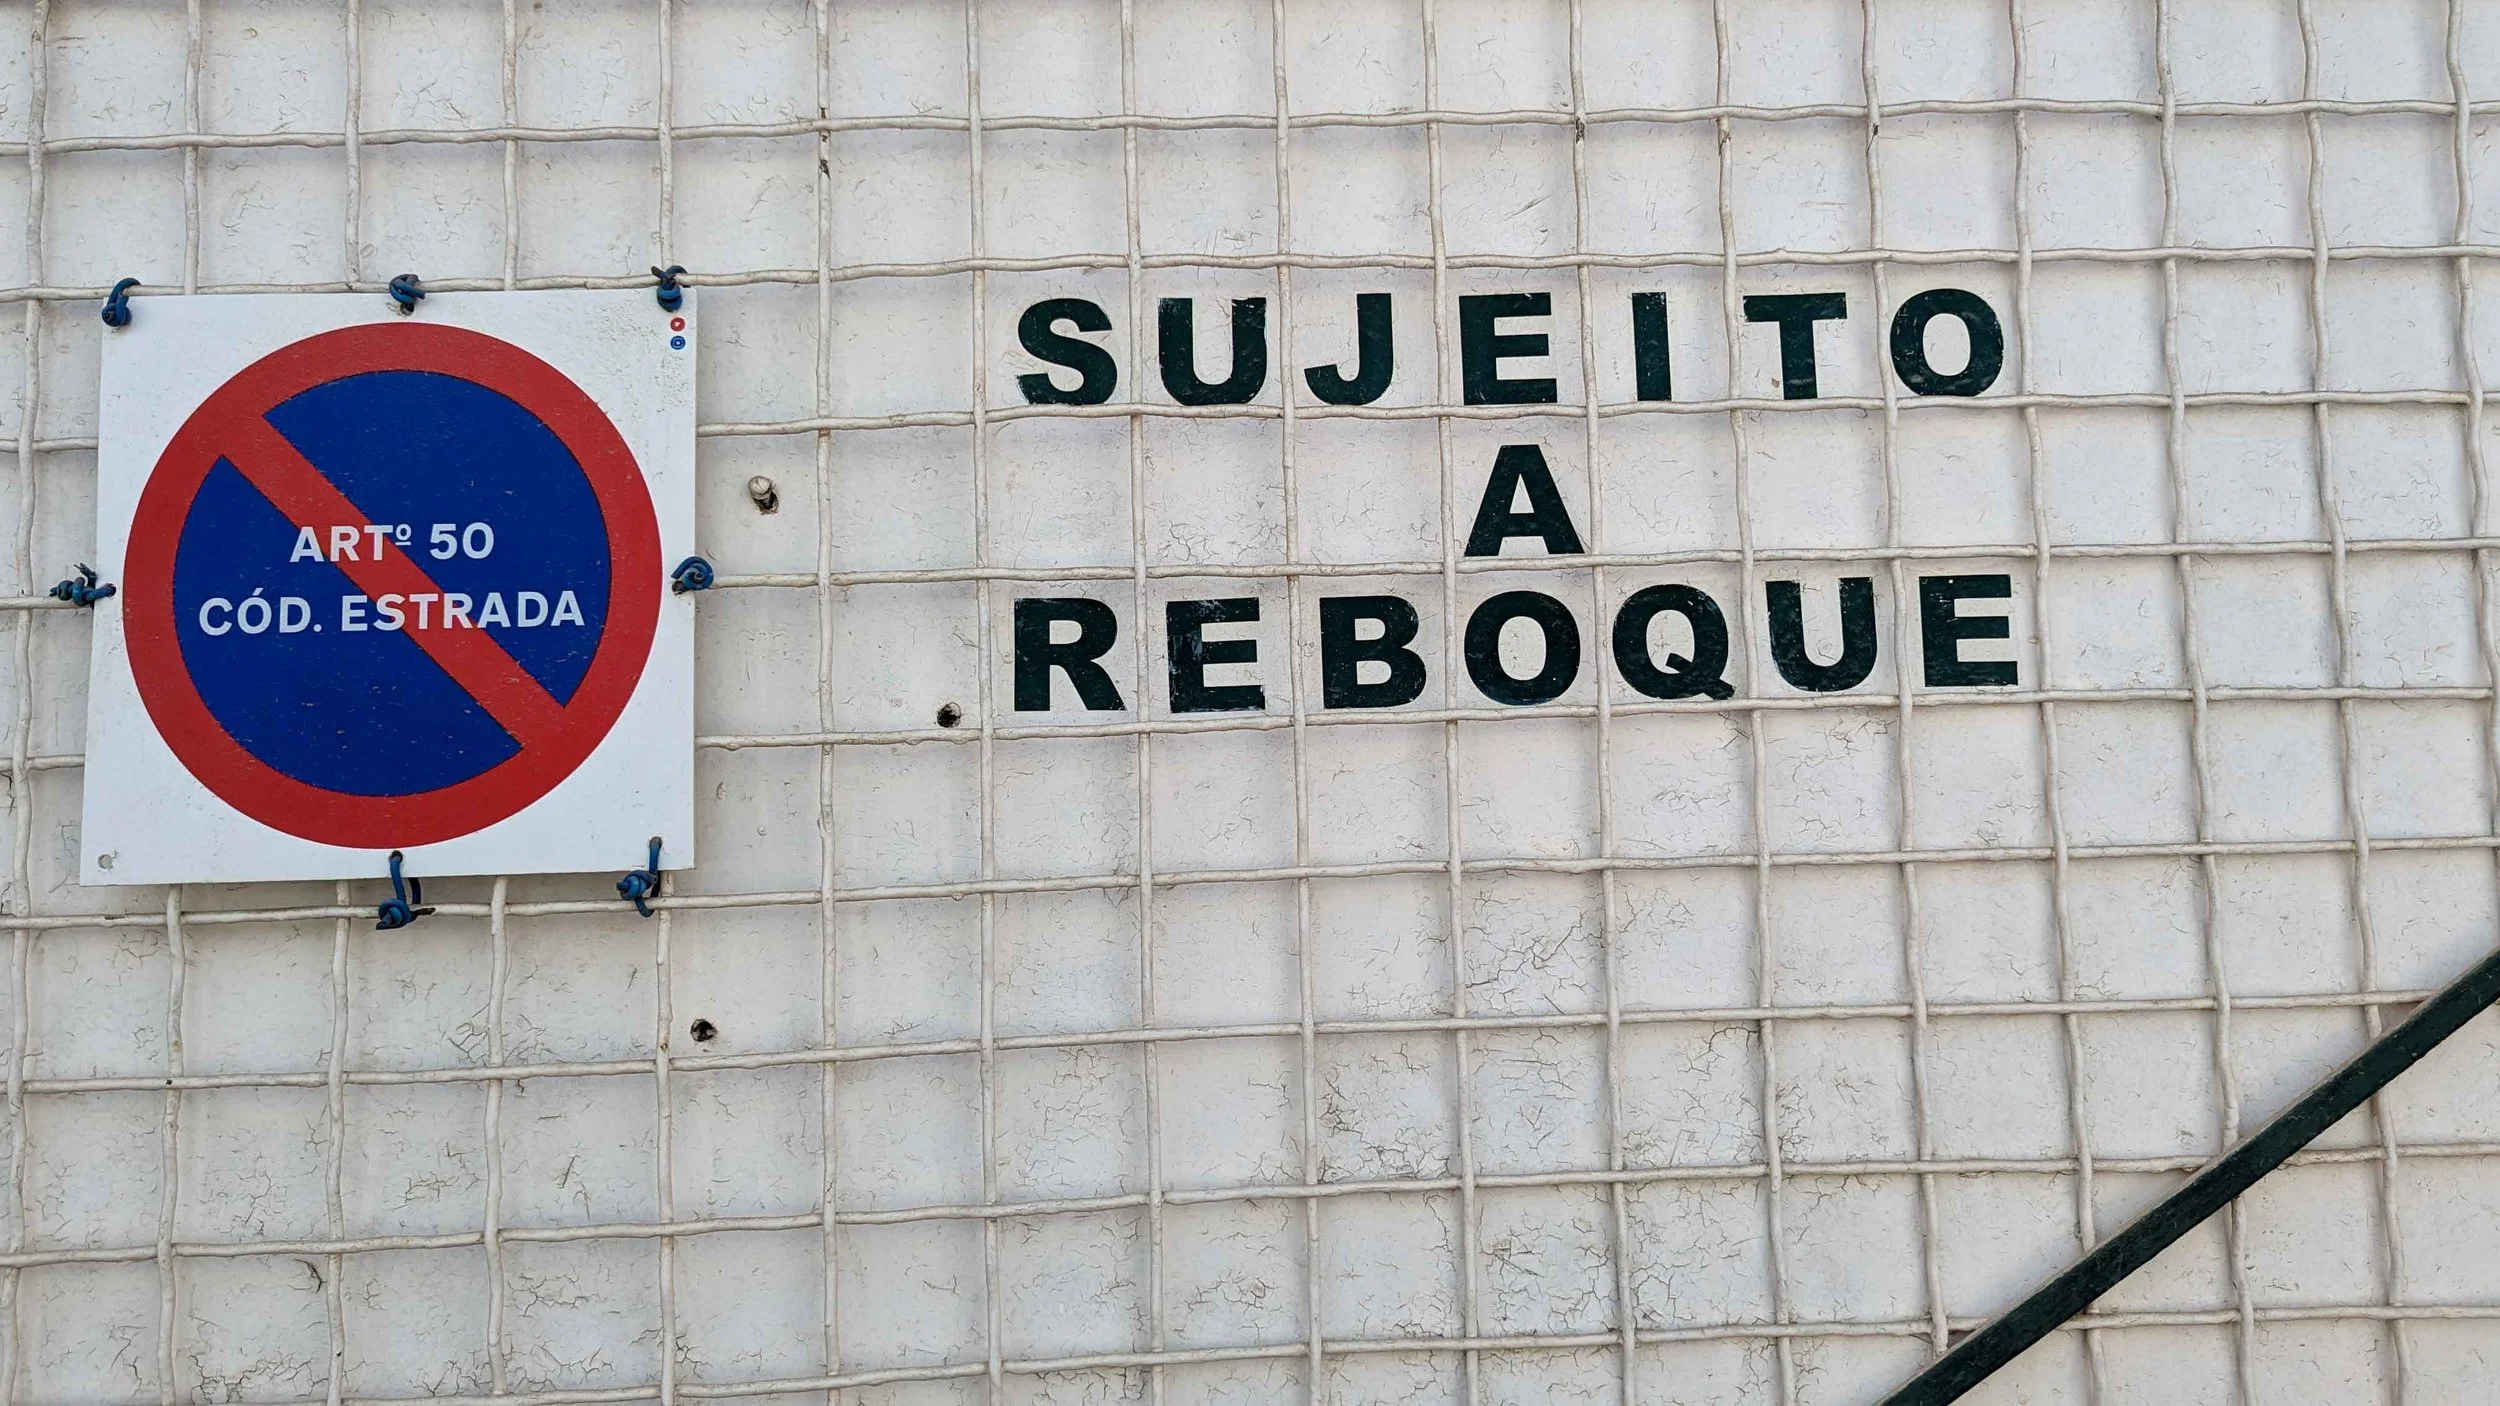 ARTº 50
CÓD. ESTRADA
SUJEITO
A
REBOQUE